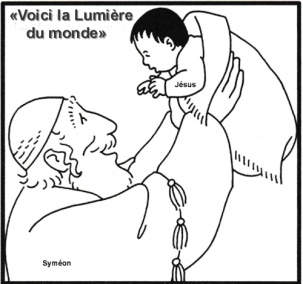 «Voici la Lumière
du monde»
Jésus
Syméon